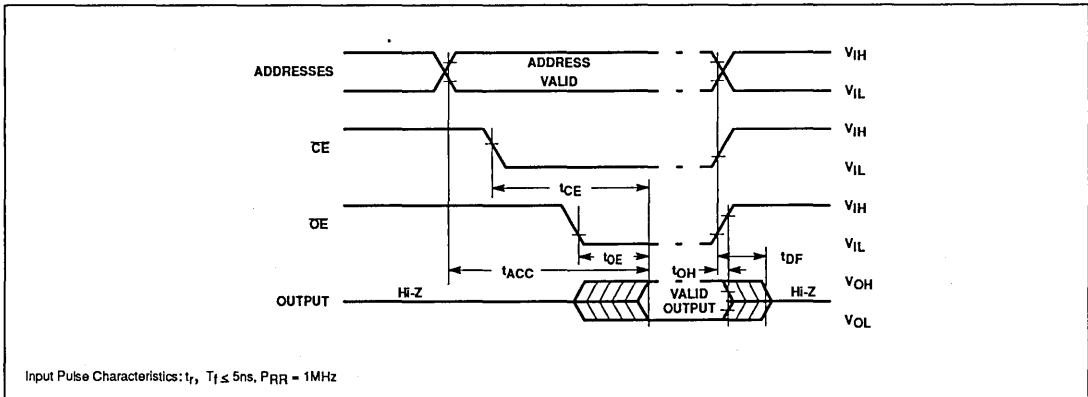 ADDRESSES
ADDRESS
VALID
VIH
VIL
CE
VIH
VIL
tCE
OE
VIH
VIL
tOE
tACC
tOH
tDF
OUTPUT
Hi-Z
VALID
OUTPUT
Hi-Z
VOH
VOL
Input Pulse Characteristics: tr, Tf ≤ 5ns, PRR = 1MHz